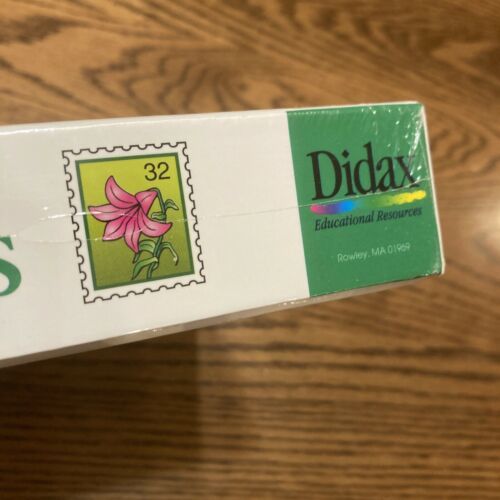 S
32
Didax
Educational Resources
Rowley, MA 01969